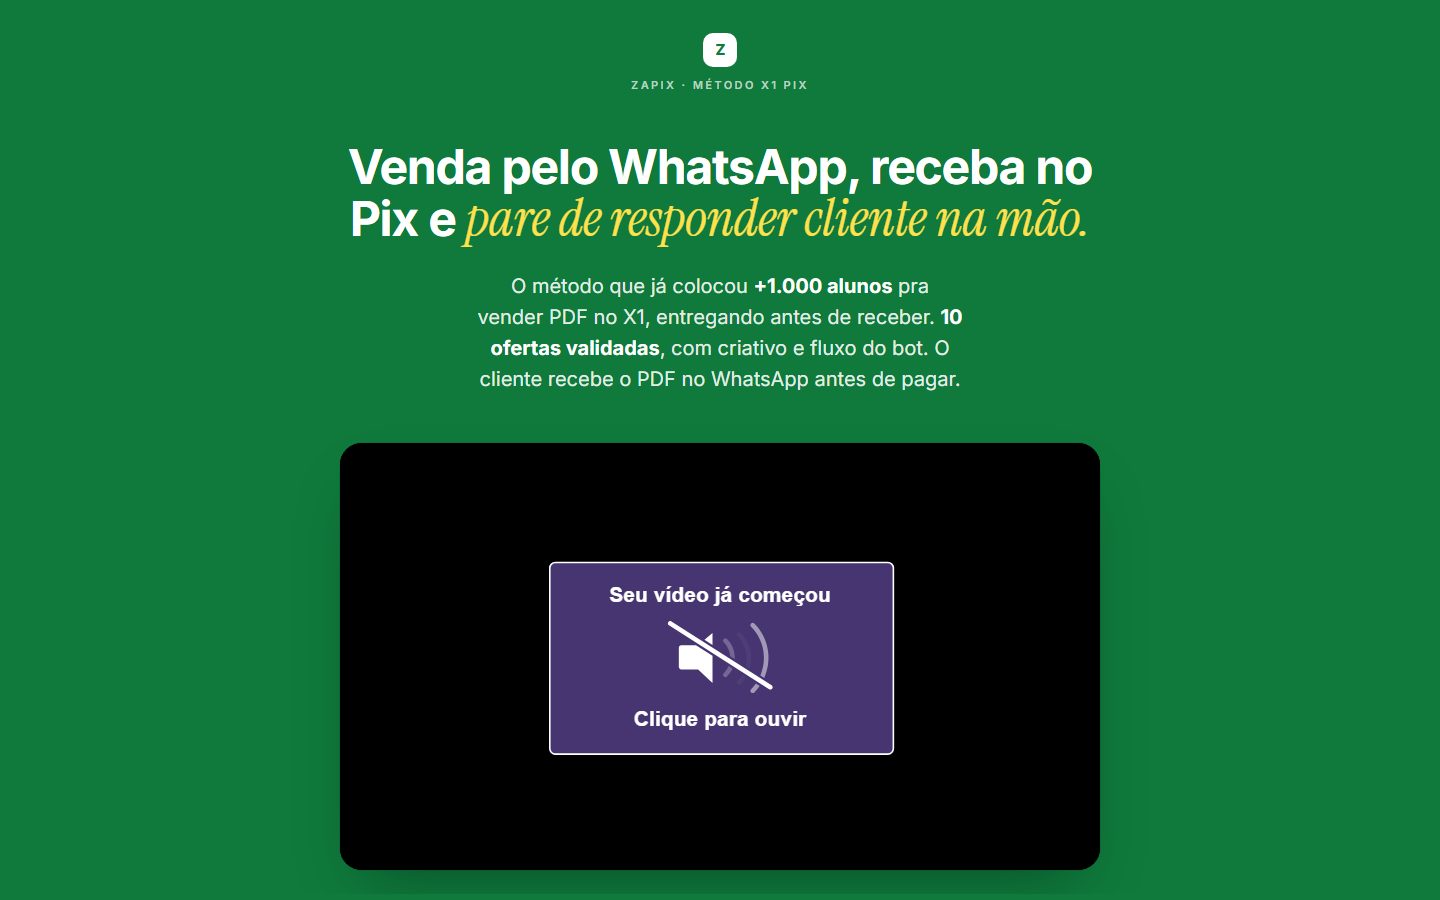 Z
ZAPIX · MÉTODO X1 PIX
Venda pelo WhatsApp, receba no
Pix e pare de responder cliente na mão.
O método que já colocou +1.000 alunos pra
vender PDF no X1, entregando antes de receber. 10
ofertas validadas, com criativo e fluxo do bot. O
cliente recebe o PDF no WhatsApp antes de pagar.
Seu vídeo já começou
Clique para ouvir